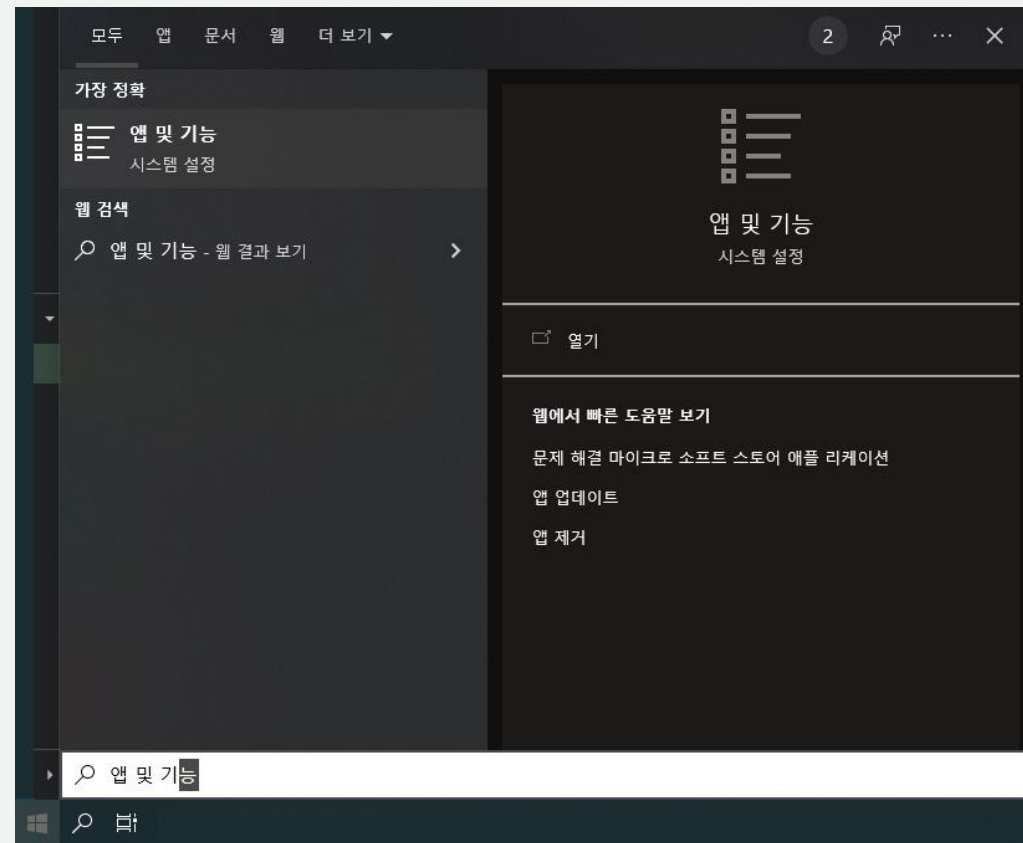 모두 앱 문서 웹 더 보기 2 ···
가장 정확
앱 및 기능
시스템 설정
웹 검색
앱 및 기능 - 웹 결과 보기
앱 및 기능
시스템 설정
열기
웹에서 빠른 도움말 보기
문제 해결 마이크로 소프트 스토어 애플 리케이션
앱 업데이트
앱 제거
앱 및 기능